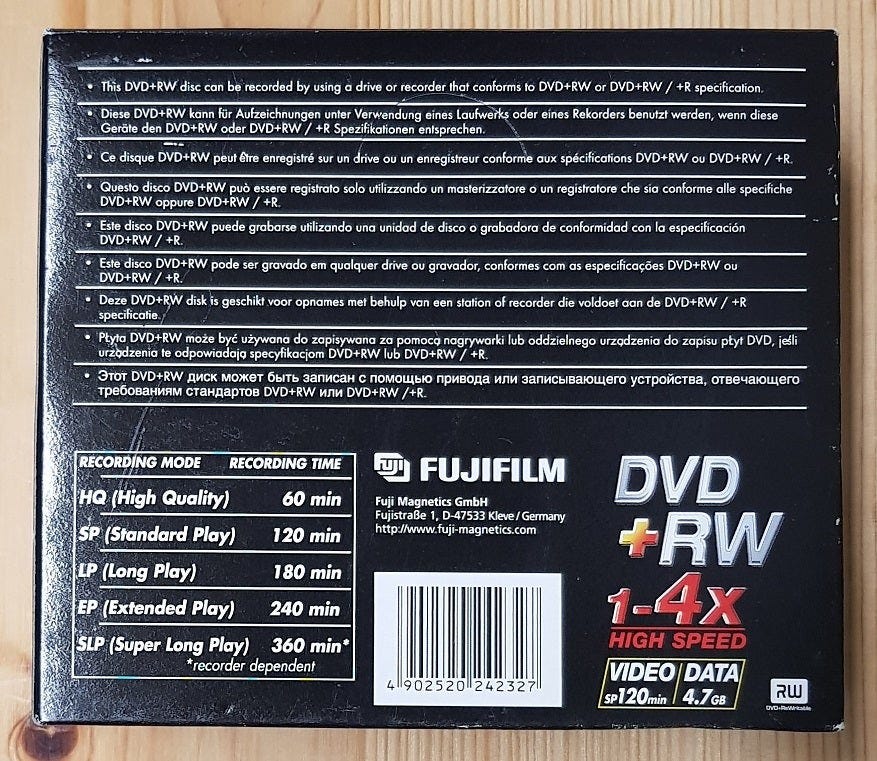 • This DVD+RW disc can be recorded by using a drive or recorder that conforms to DVD+RW or DVD+RW / +R specification.
• Diese DVD+RW kann für Aufzeichnungen unter Verwendung eines Laufwerks oder eines Rekorders benutzt werden, wenn diese
Geräte den DVD+RW oder DVD+RW / +R Spezifikationen entsprechen.
• Ce disque DVD+RW peut être enregistré sur un drive ou un enregistreur conforme aux spécifications DVD+RW ou DVD+RW / +R.
• Questo disco DVD+RW può essere registrato solo utilizzando un masterizzatore o un registratore che sia conforme alle specifiche
DVD+RW oppure DVD+RW / +R.
• Este disco DVD+RW puede grabarse utilizando una unidad de disco o grabadora de conformidad con la especificación
DVD+RW / +R.
• Este disco DVD+RW pode ser gravado em qualquer drive ou gravador, conformes com as especificações DVD+RW ou
DVD+RW / +R.
• Deze DVD+RW disk is geschikt voor opnames met behulp van een station of recorder die voldoet aan de DVD+RW / +R
specificatie.
• Płyta DVD+RW może być używana do zapisywana za pomocą nagrywarki lub oddzielnego urządzenia do zapisu płyt DVD, jeśli
urządzenia te odpowiadają specyfikacjom DVD+RW lub DVD+RW / +R.
• Этот DVD+RW диск может быть записан с помощью привода или записывающего устройства, отвечающего
требованиям стандартов DVD+RW или DVD+RW /+R.
RECORDING MODE RECORDING TIME
HQ (High Quality) 60 min
SP (Standard Play) 120 min
LP (Long Play) 180 min
EP (Extended Play) 240 min
SLP (Super Long Play) 360 min*
*recorder dependent
FUJI FUJIFILM
Fuji Magnetics GmbH
Fujistraße 1, D-47533 Kleve / Germany
http://www.fuji-magnetics.com
4 902520 242327
DVD
+RW
1-4X
HIGH SPEED
VIDEO DATA
SP120min 4.7GB
RW
DVD+ReWritable